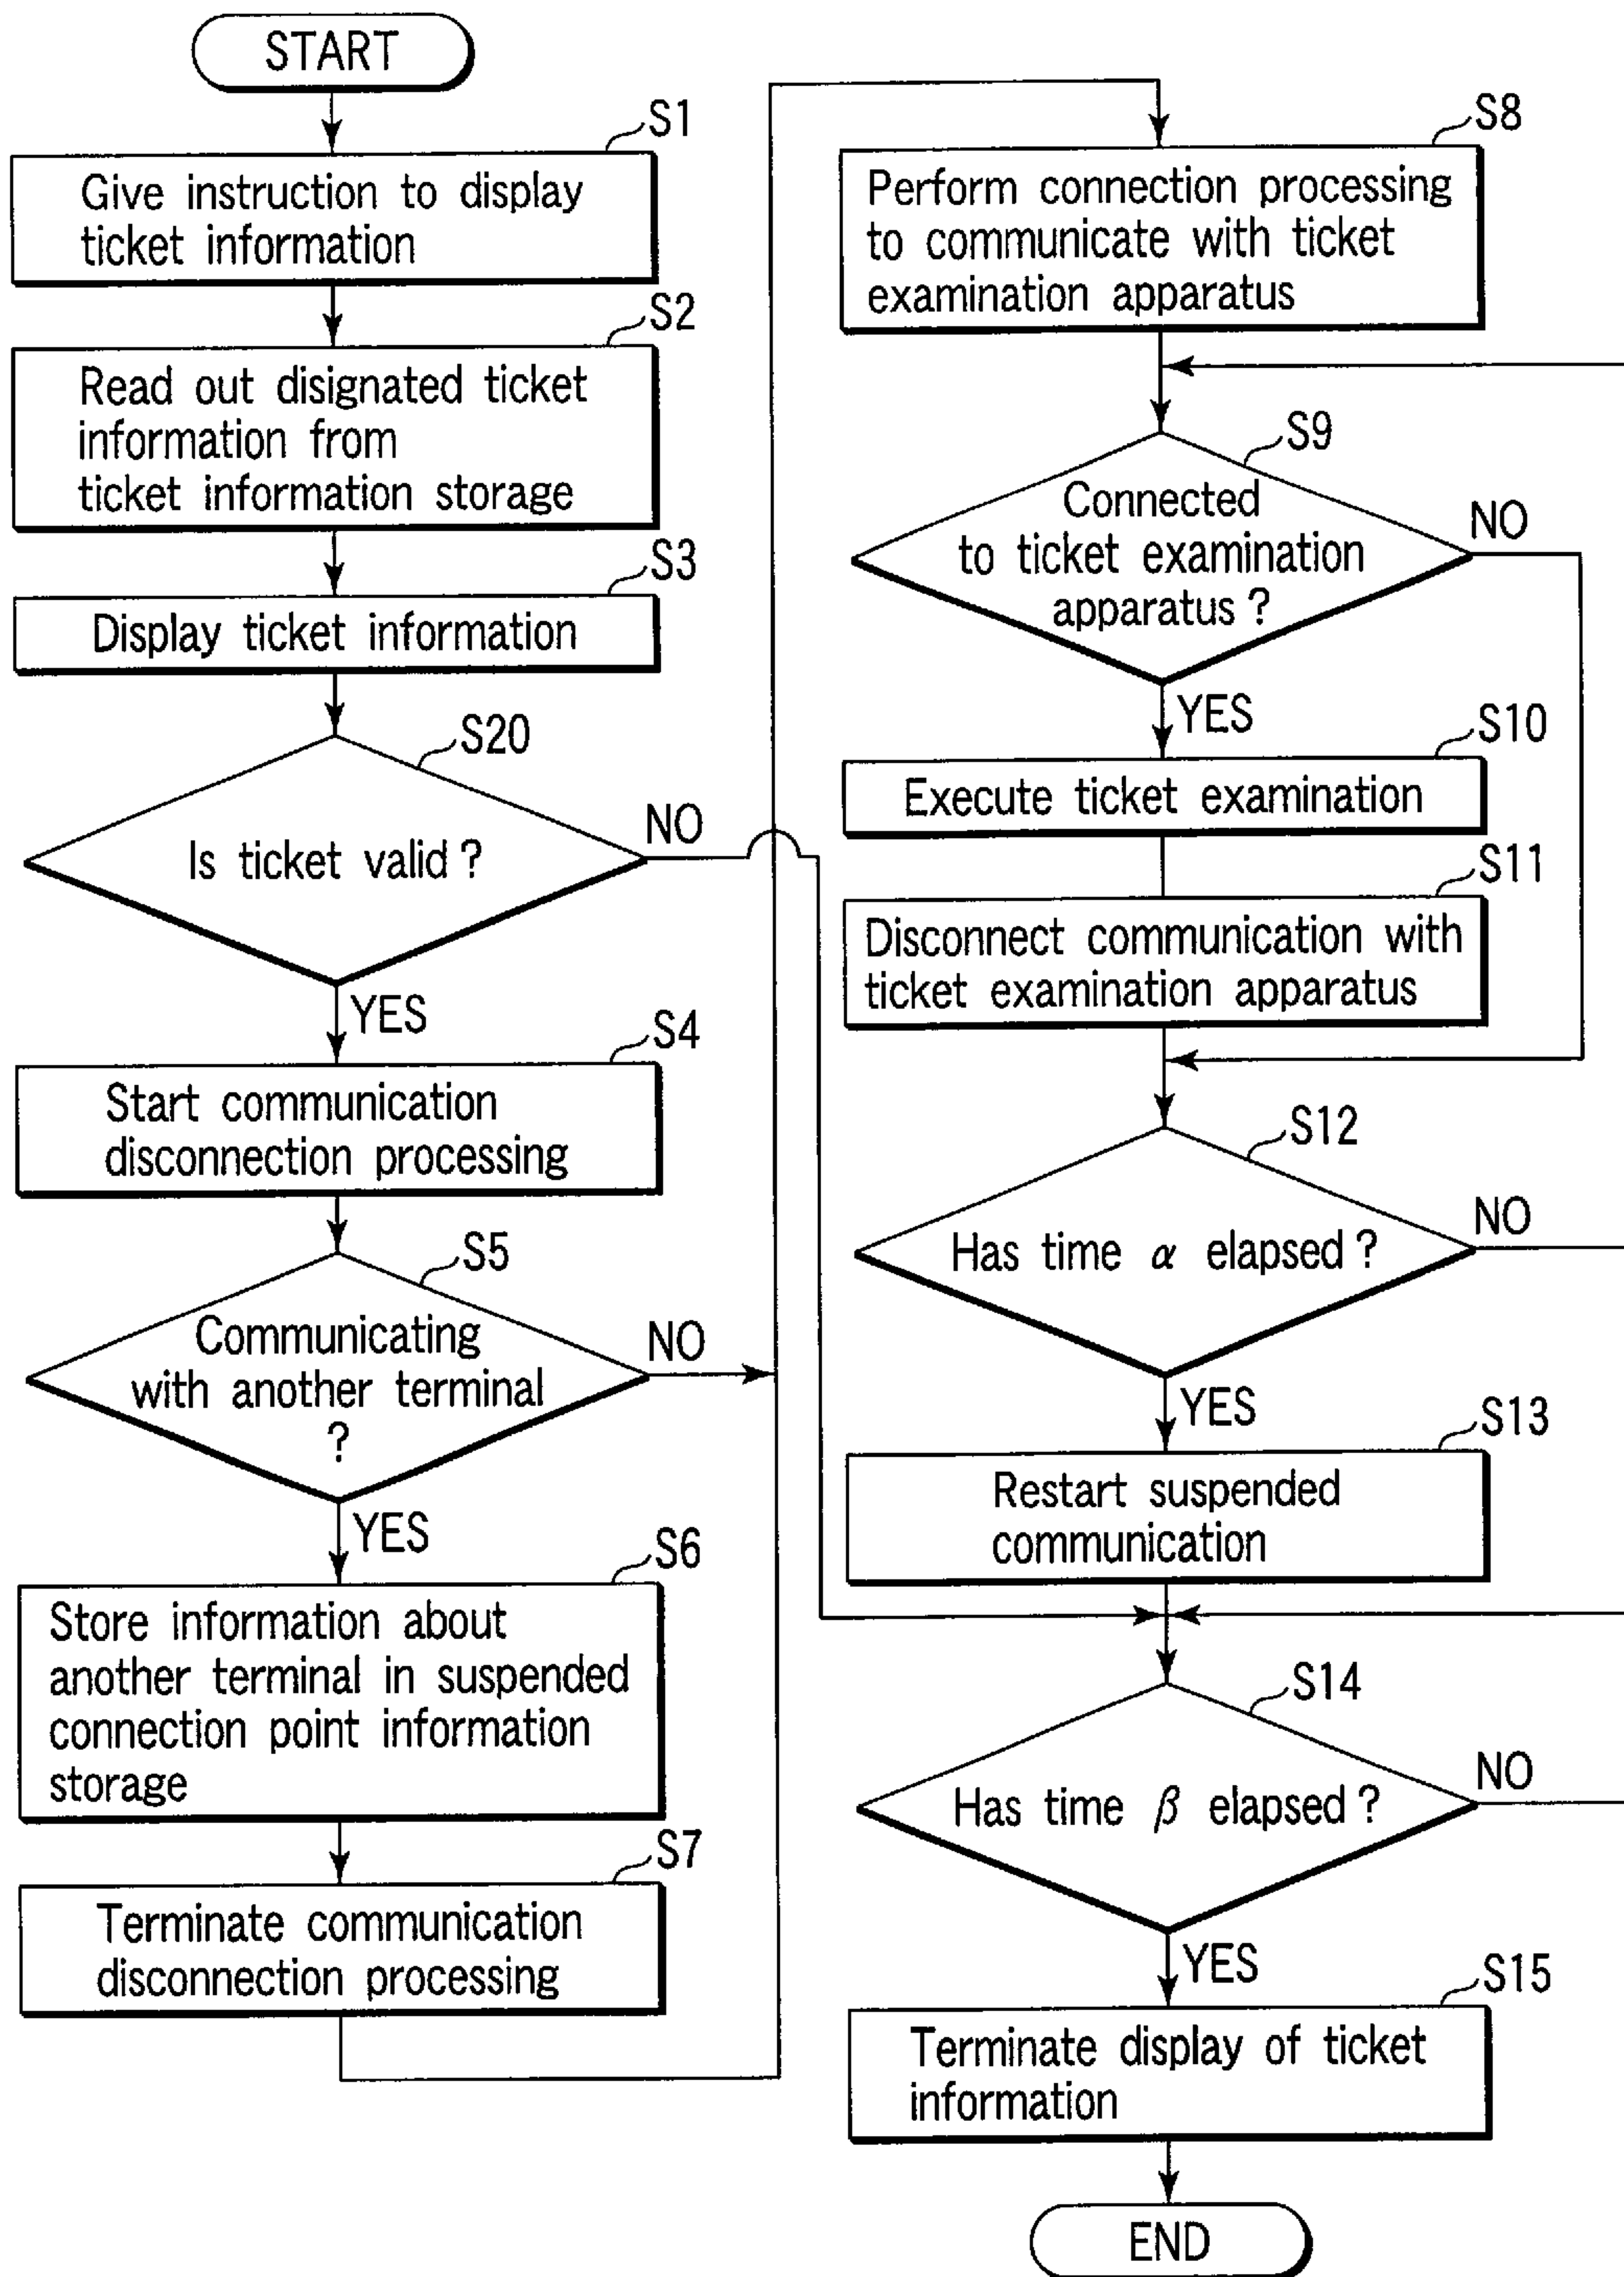 START
S1
Give instruction to display
ticket information
S2
Read out disignated ticket
information from
ticket information storage
S3
Display ticket information
S20
Is ticket valid ?
NO
YES
S4
Start communication
disconnection processing
S5
Communicating
with another terminal
?
NO
YES
S6
Store information about
another terminal in suspended
connection point information
storage
S7
Terminate communication
disconnection processing
S8
Perform connection processing
to communicate with ticket
examination apparatus
S9
Connected
to ticket examination
apparatus ?
NO
YES
S10
Execute ticket examination
S11
Disconnect communication with
ticket examination apparatus
S12
Has time α elapsed ?
NO
YES
S13
Restart suspended
communication
S14
Has time β elapsed ?
NO
YES
S15
Terminate display of ticket
information
END